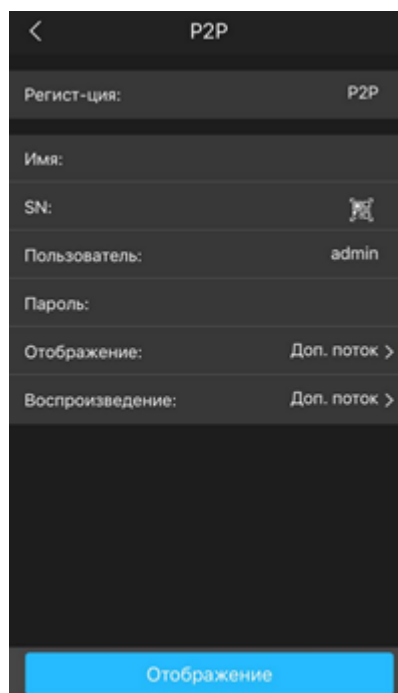 P2P
Регист-ция: P2P
Имя:
SN:
Пользователь: admin
Пароль:
Отображение: Доп. поток
Воспроизведение: Доп. поток
Отображение